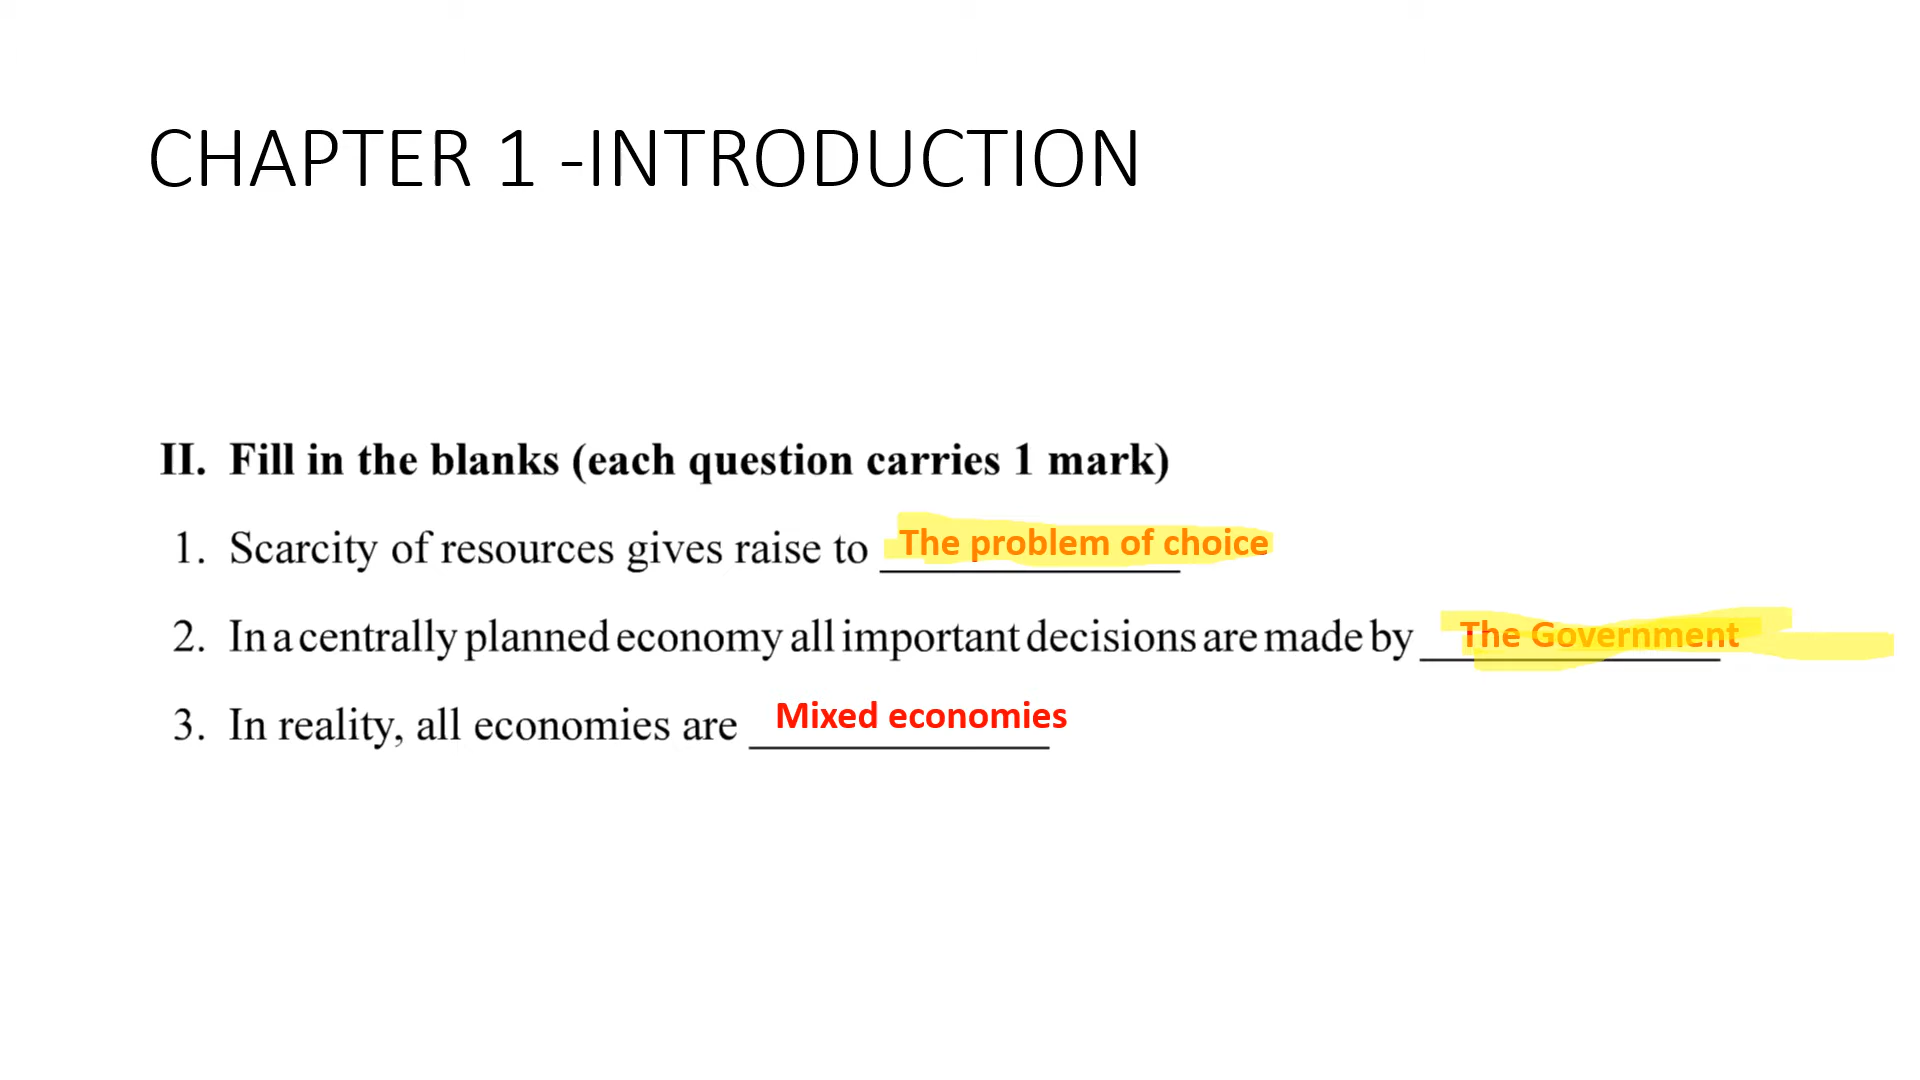 CHAPTER 1 -INTRODUCTION
II. Fill in the blanks (each question carries 1 mark)
1. Scarcity of resources gives raise to The problem of choice
2. In a centrally planned economy all important decisions are made by The Government
3. In reality, all economies are Mixed economies